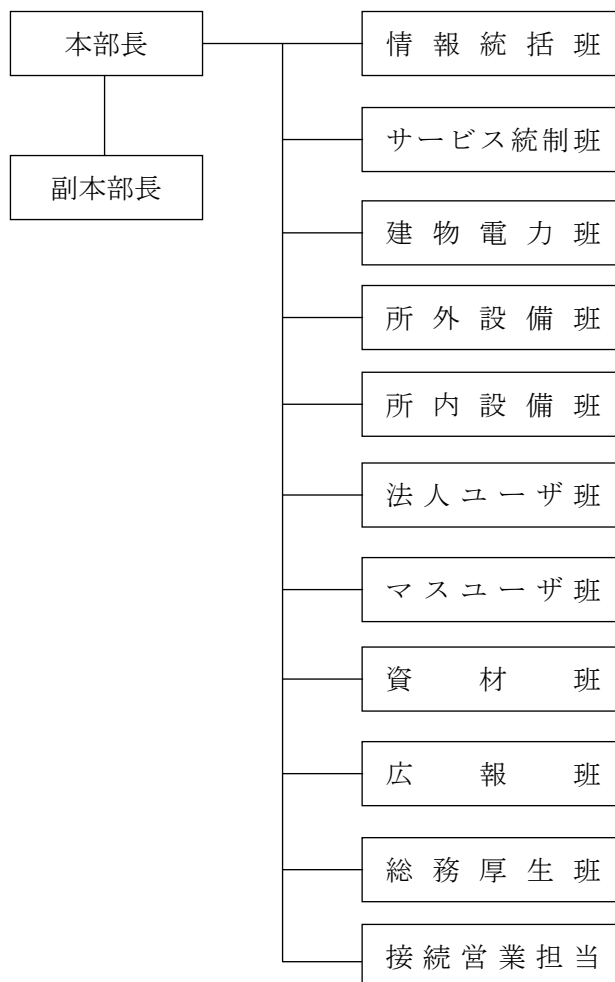 本部長
副本部長
情報統括班
サービス統制班
建物電力班
所外設備班
所内設備班
法人ユーザ班
マスユーザ班
資材班
広報班
総務厚生班
接続営業担当